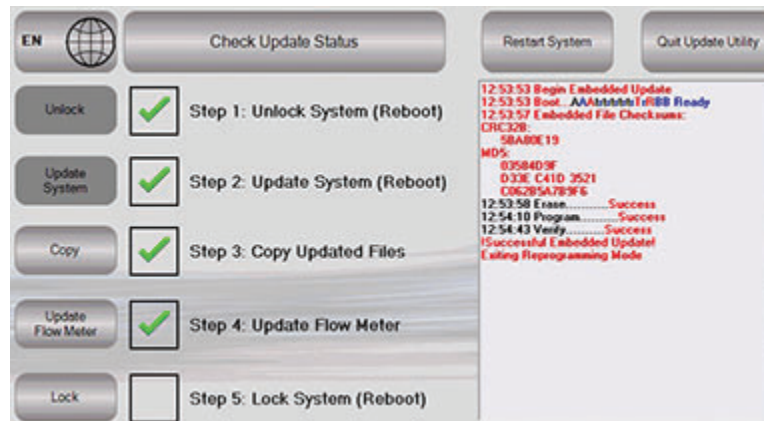 EN
Check Update Status
Restart System
Quit Update Utility
Unlock
Step 1: Unlock System (Reboot)
Update
System
Step 2: Update System (Reboot)
Copy
Step 3: Copy Updated Files
Update
Flow Meter
Step 4: Update Flow Meter
Lock
Step 5: Lock System (Reboot)
12:53:53 Begin Embedded Update
12:53:53 Boot... Ready
12:53:57 Embedded File Checksums:
CRC32B:
5BA80E19
MD5:
03584D9F
D33E C41D 3521
C062B5A7B9F6
12:53:58 Erase..........Success
12:54:10 Program.........Success
12:54:43 Verify..........Success
!Successful Embedded Update!
Exiting Reprogramming Mode